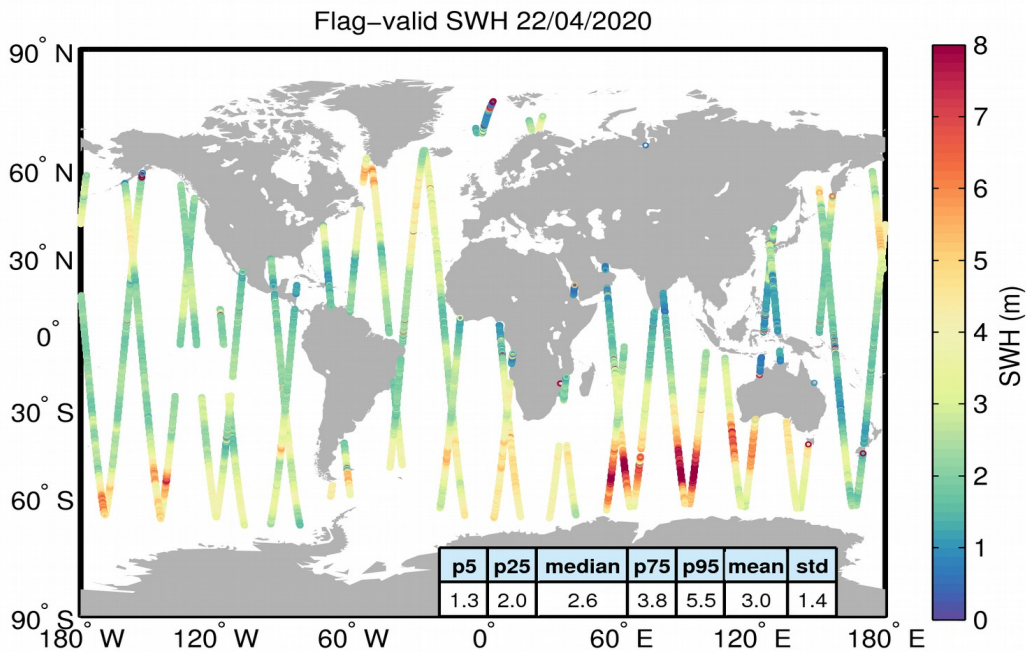 Flag−valid SWH 22/04/2020
90° N
60° N
30° N
0°
30° S
60° S
90° S
180° W
120° W
60° W
0°
60° E
120° E
180° E
p5 p25 median p75 p95 mean std
1.3 2.0 2.6 3.8 5.5 3.0 1.4
8
7
6
5
4
3
2
1
0
SWH (m)